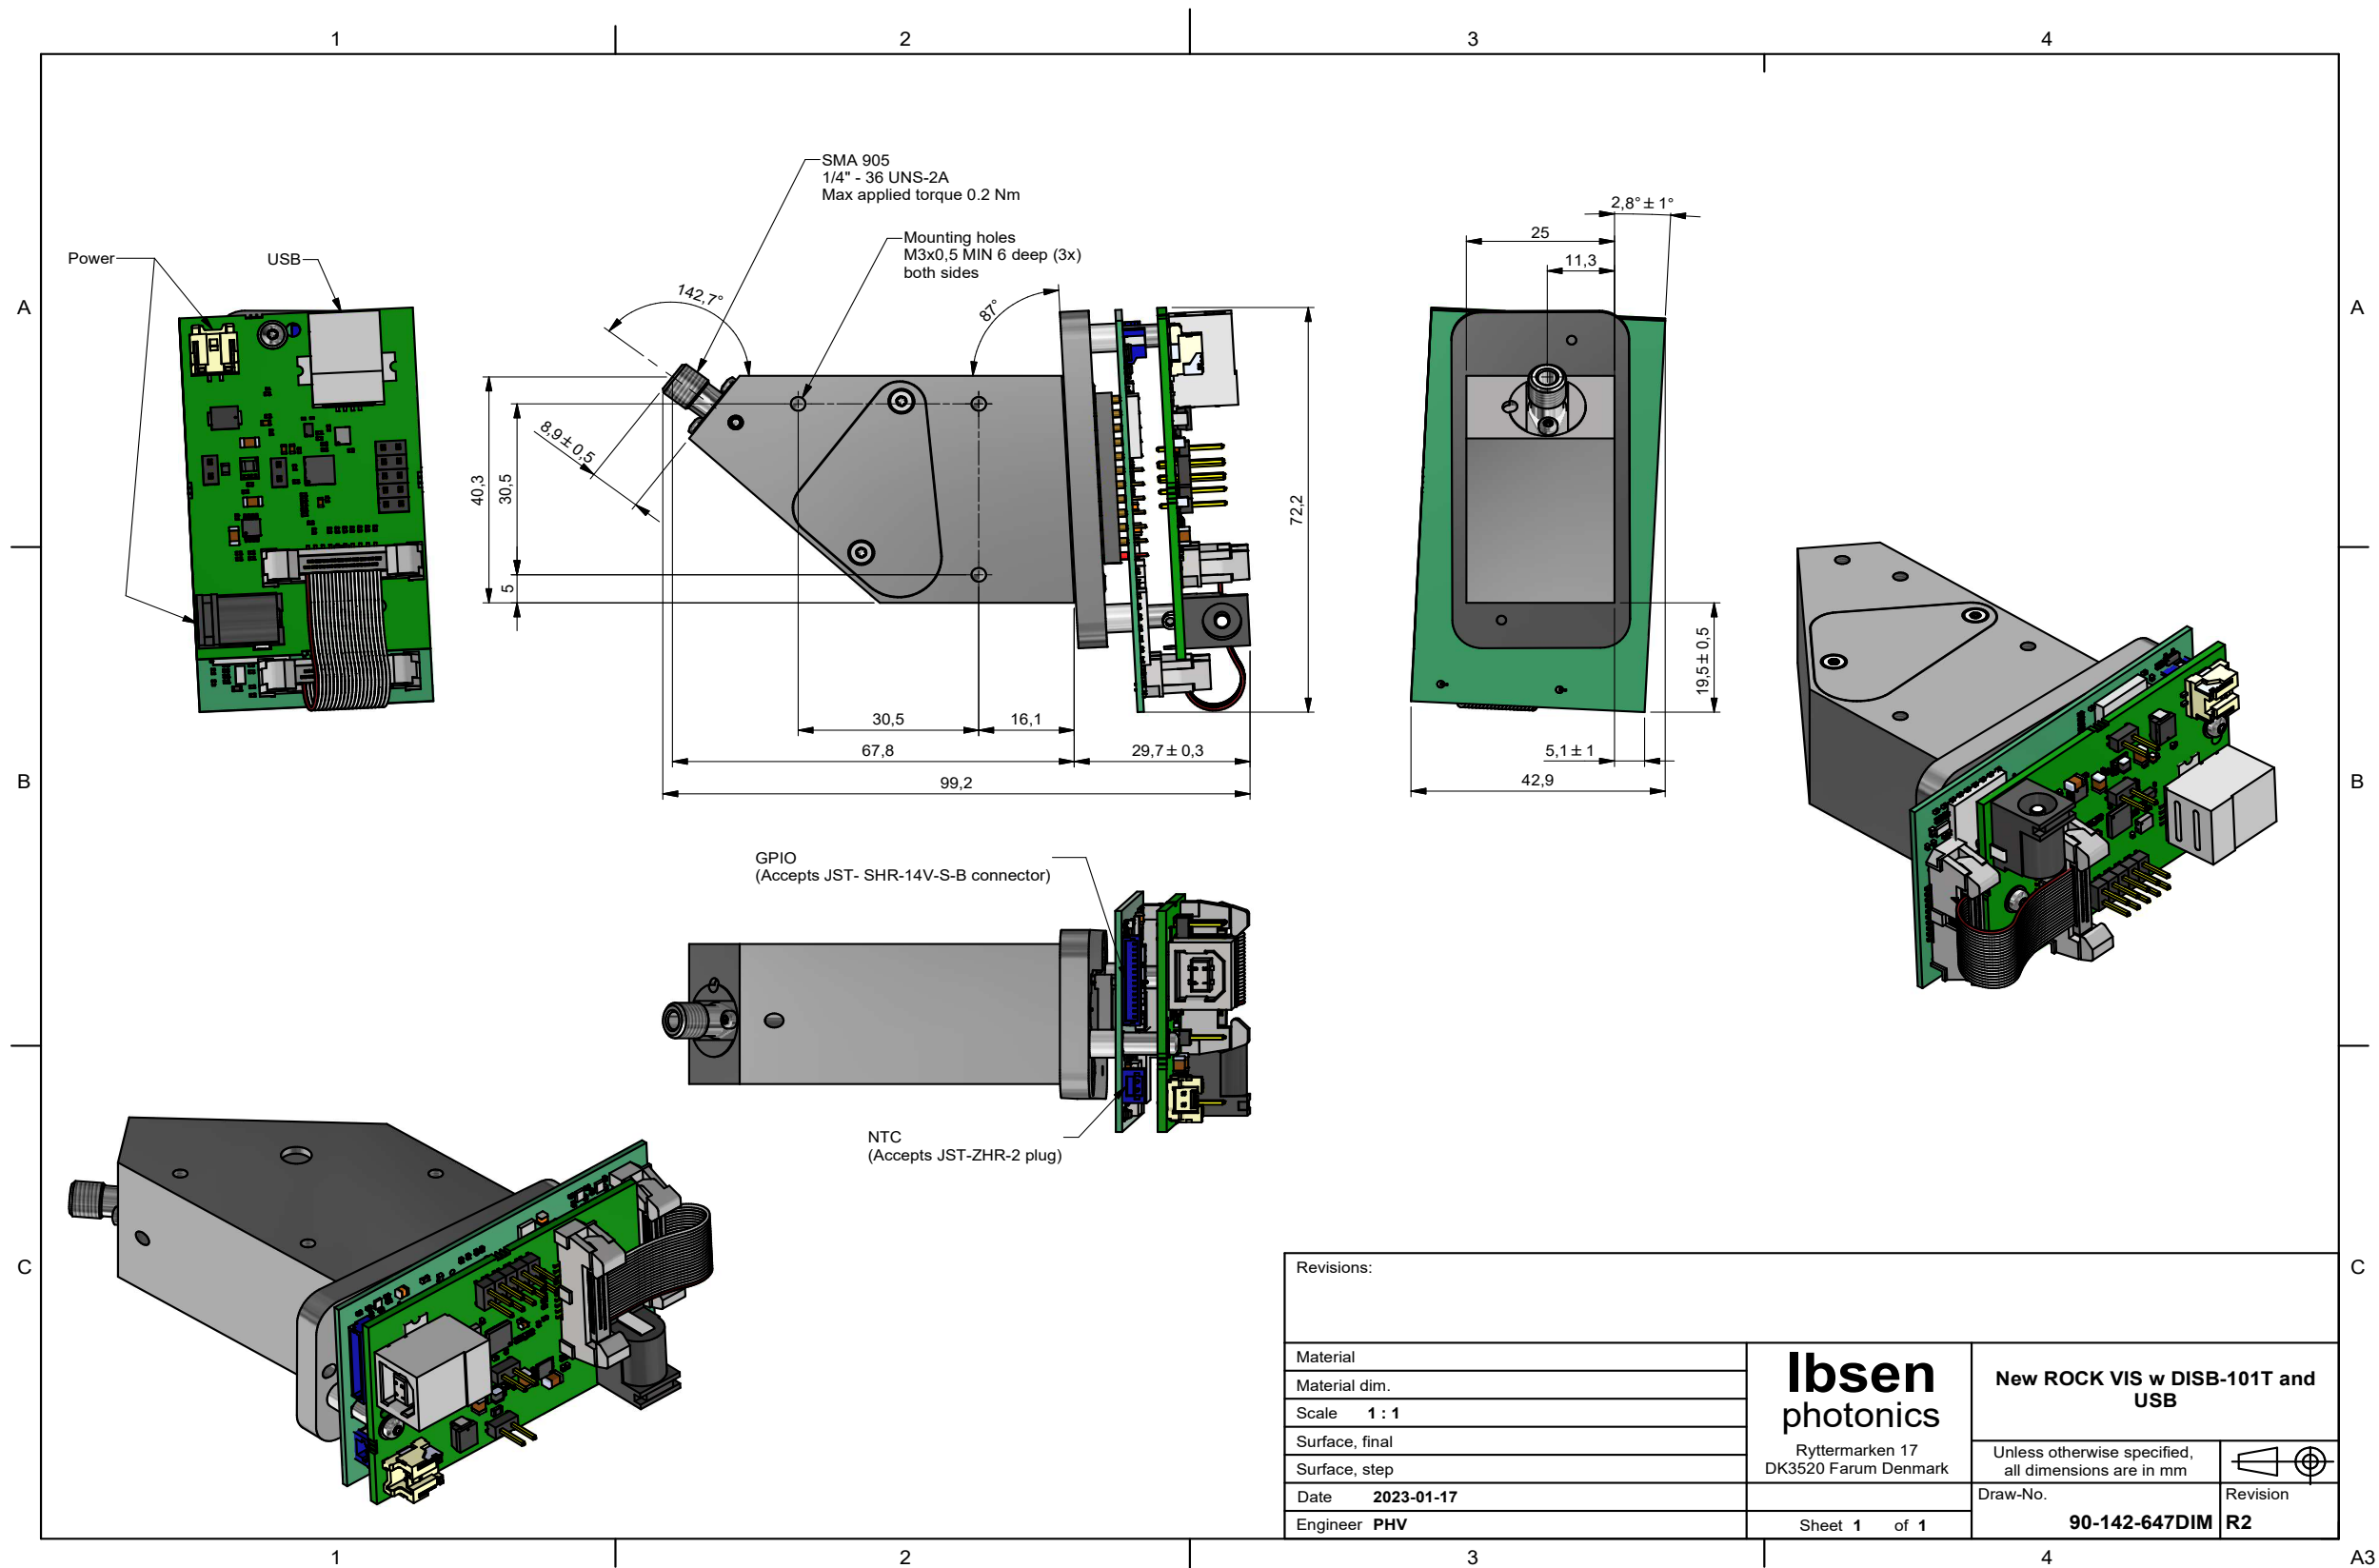 1
2
3
4
A
A
B
B
C
C
1
2
3
4
A3
Power
USB
SMA 905
1/4" - 36 UNS-2A
Max applied torque 0.2 Nm
Mounting holes
M3x0,5 MIN 6 deep (3x)
both sides
142,7°
87°
8,9 ± 0,5
40,3
30,5
5
72,2
30,5
16,1
67,8
29,7 ± 0,3
99,2
2,8° ± 1°
25
11,3
19,5 ± 0,5
5,1 ± 1
42,9
GPIO
(Accepts JST- SHR-14V-S-B connector)
NTC
(Accepts JST-ZHR-2 plug)
Revisions:
Material
Material dim.
Scale 1 : 1
Surface, final
Surface, step
Date 2023-01-17
Engineer PHV
Ibsen
photonics
Ryttermarken 17
DK3520 Farum Denmark
Sheet 1 of 1
New ROCK VIS w DISB-101T and
USB
Unless otherwise specified,
all dimensions are in mm
Draw-No.
90-142-647DIM
Revision
R2